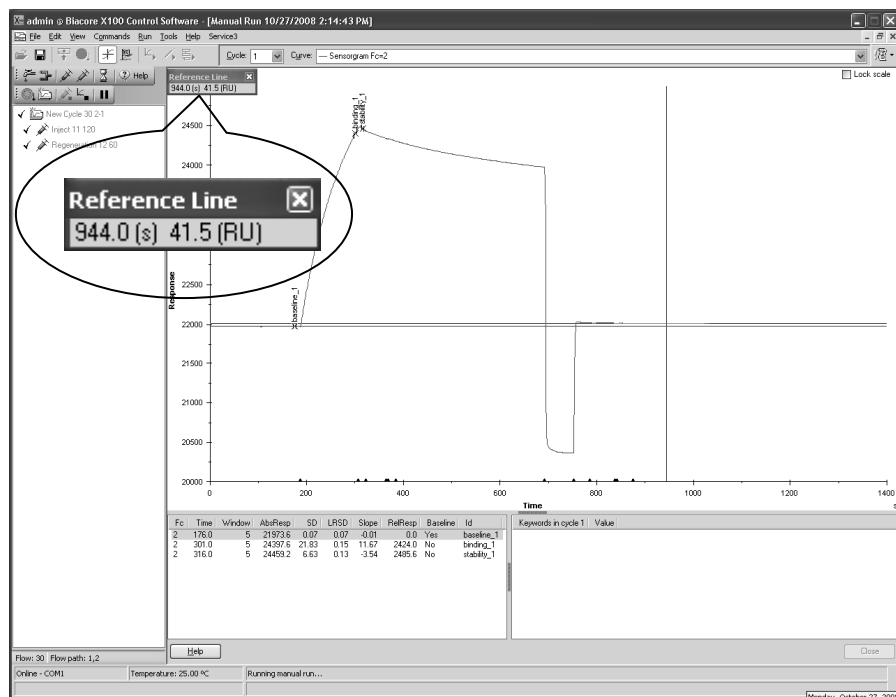 admin @ Biacore X100 Control Software - [Manual Run 10/27/2008 2:14:43 PM]
File Edit View Commands Run Tools Help Service3
Cycle: 1 Curve: — Sensorgram Fc=2
Help
Reference Line
944.0 (s) 41.5 (RU)
Lock scale
New Cycle 30 2-1
Inject 11 120
Regeneration 12 60
Reference Line
944.0 (s) 41.5 (RU)
24500
24000
22500
22000
21500
21000
20500
20000
Response
baseline_1
binding_1
stability_1
0 200 400 600 800 1000 1200 1400
Time
s
Fc Time Window AbsResp SD LRSD Slope RelResp Baseline Id
2 176.0 5 21973.6 0.07 0.07 -0.01 0.0 Yes baseline_1
2 301.0 5 24397.6 21.83 0.15 11.67 2424.0 No binding_1
2 316.0 5 24459.2 6.63 0.13 -3.54 2485.6 No stability_1
Keywords in cycle 1 Value
Help
Close
Flow: 30 Flow path: 1,2
Online - COM1 Temperature: 25.00 °C Running manual run...
Monday, October 27, 200